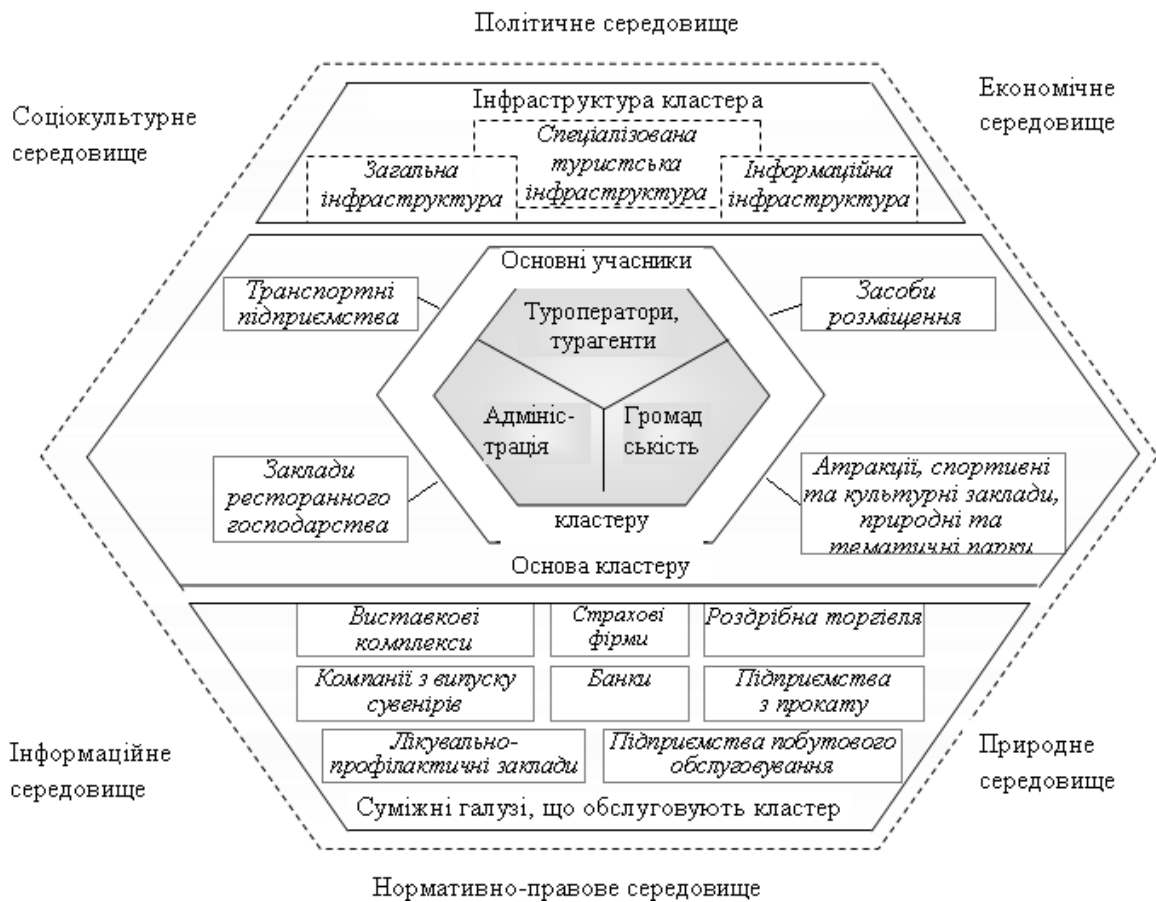 Політичне середовище
Соціокультурне
середовище
Економічне
середовище
Інфраструктура кластера
Спеціалізована
туристська
інфраструктура
Загальна
інфраструктура
Інформаційна
інфраструктура
Основні учасники
Транспортні
підприємства
Засоби
розміщення
Туроператори,
турагенти
Адмініс-
трація
Громад
ськість
Заклади
ресторанного
господарства
Атракції, спортивні
та культурні заклади,
природні та
тематичні парки
кластеру
Основа кластеру
Виставкові
комплекси
Страхові
фірми
Роздрібна торгівля
Компанії з випуску
сувенірів
Банки
Підприємства
з прокату
Лікувально-
профілактичні заклади
Підприємства побутового
обслуговування
Інформаційне
середовище
Природне
середовище
Суміжні галузі, що обслуговують кластер
Нормативно-правове середовище